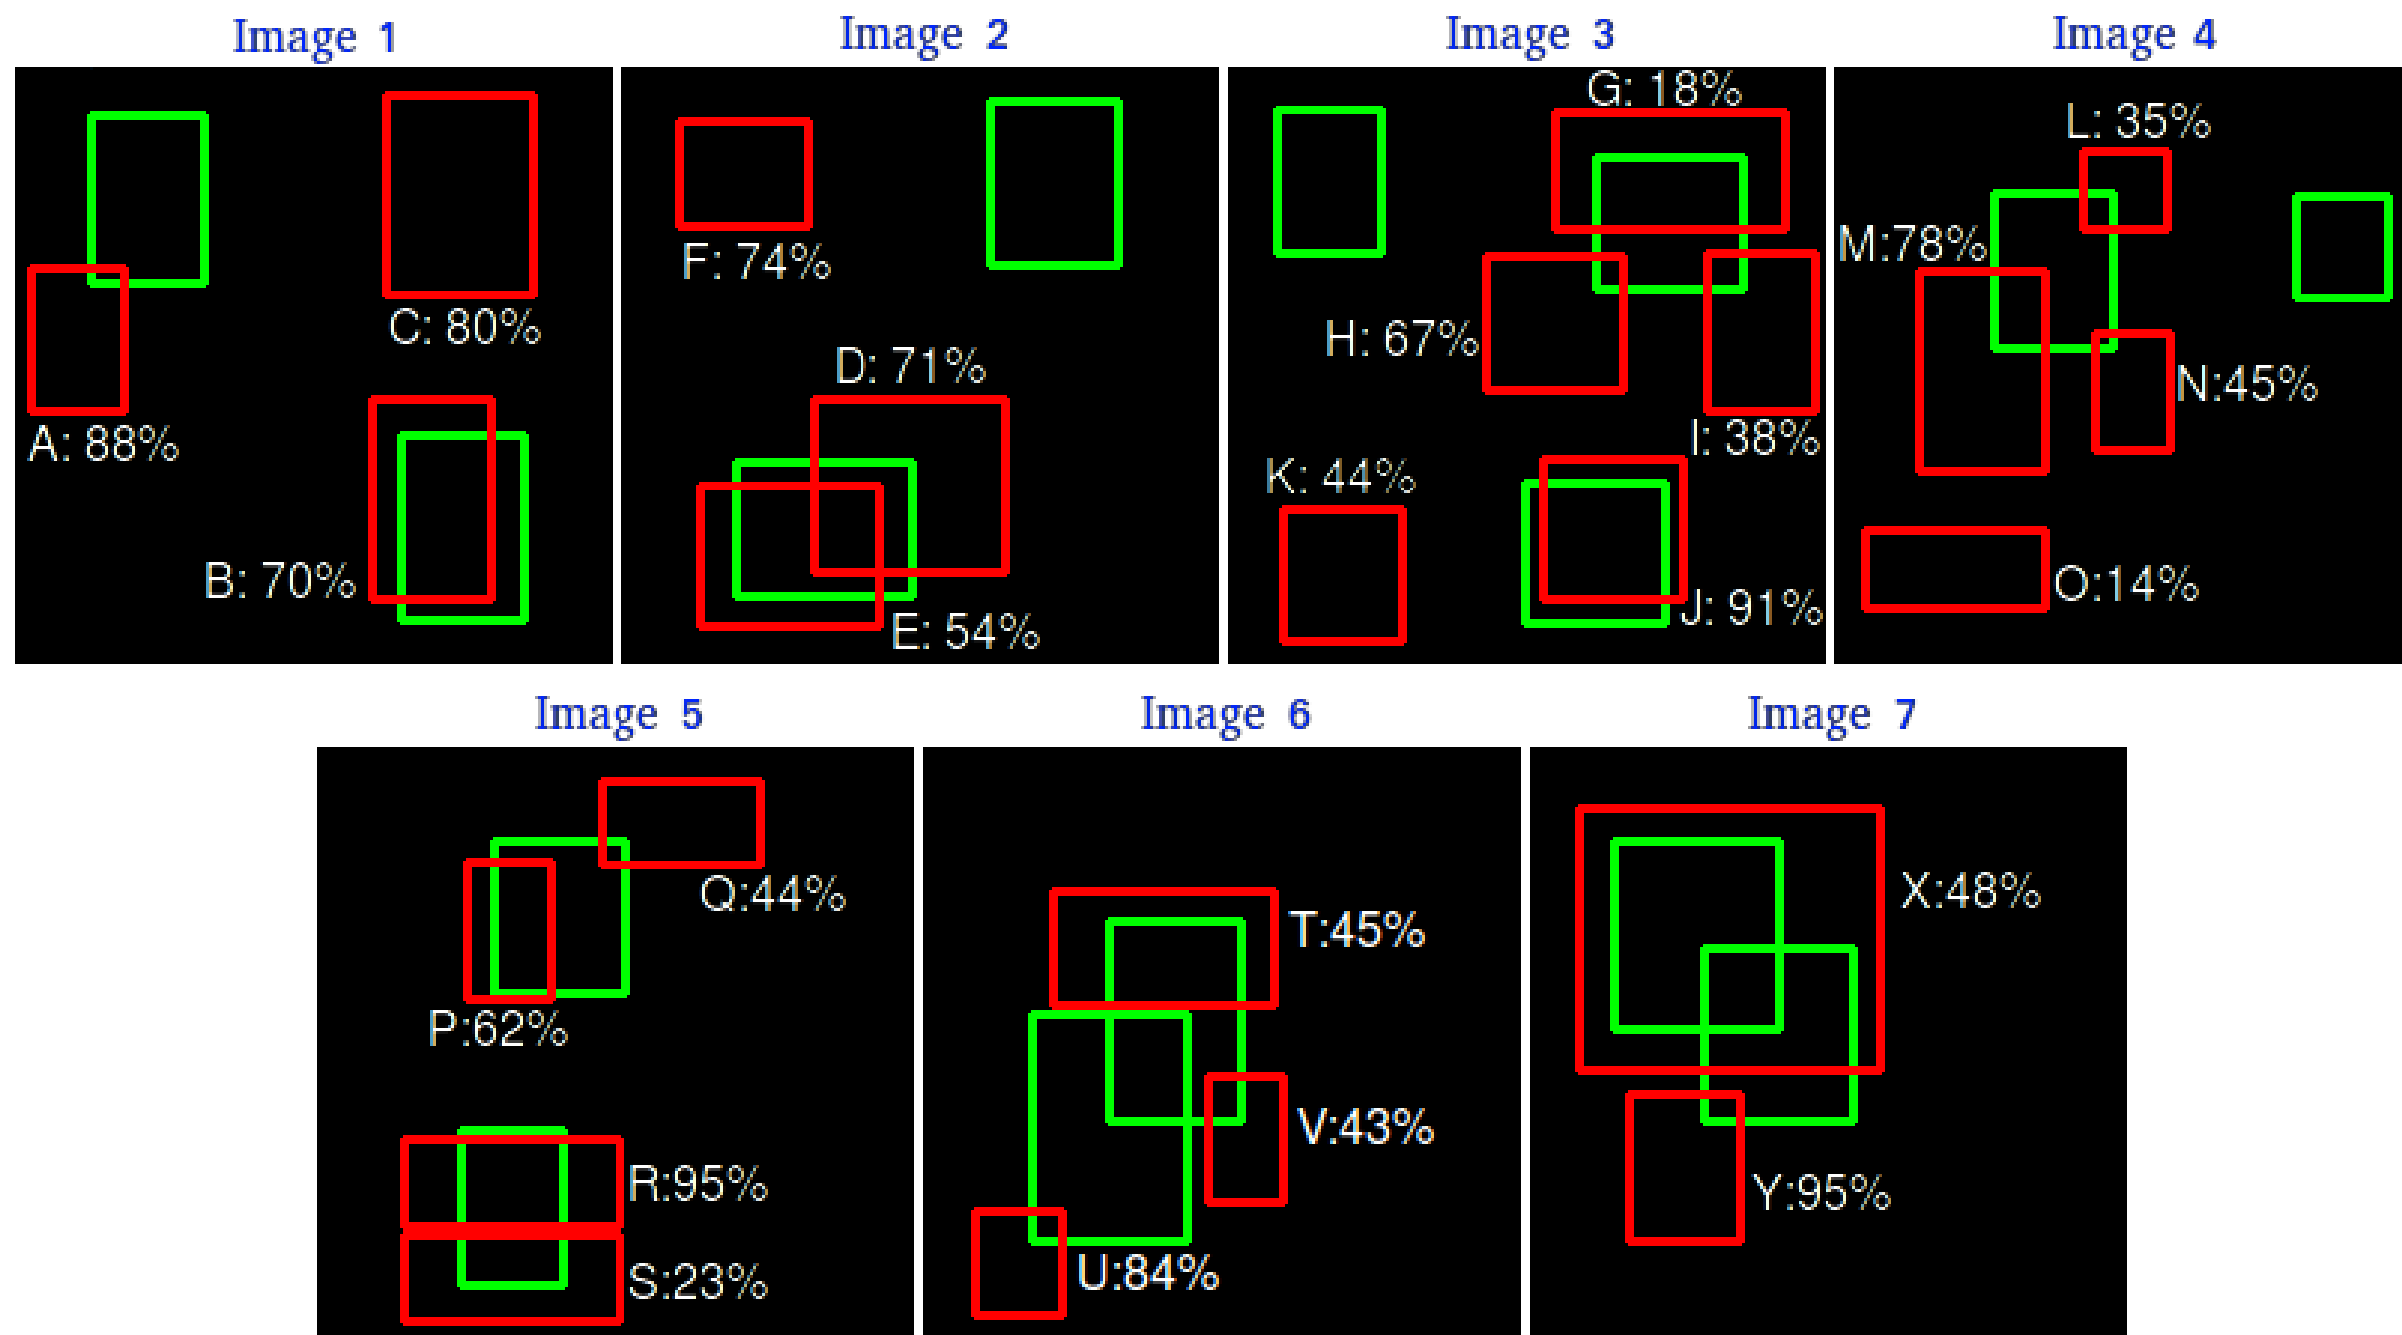 Image 1
Image 2
Image 3
Image 4
A: 88%
C: 80%
B: 70%
F: 74%
D: 71%
E: 54%
G: 18%
H: 67%
I: 38%
K: 44%
J: 91%
L: 35%
M:78%
N:45%
O:14%
Image 5
Image 6
Image 7
Q:44%
P:62%
R:95%
S:23%
T:45%
V:43%
U:84%
X:48%
Y:95%